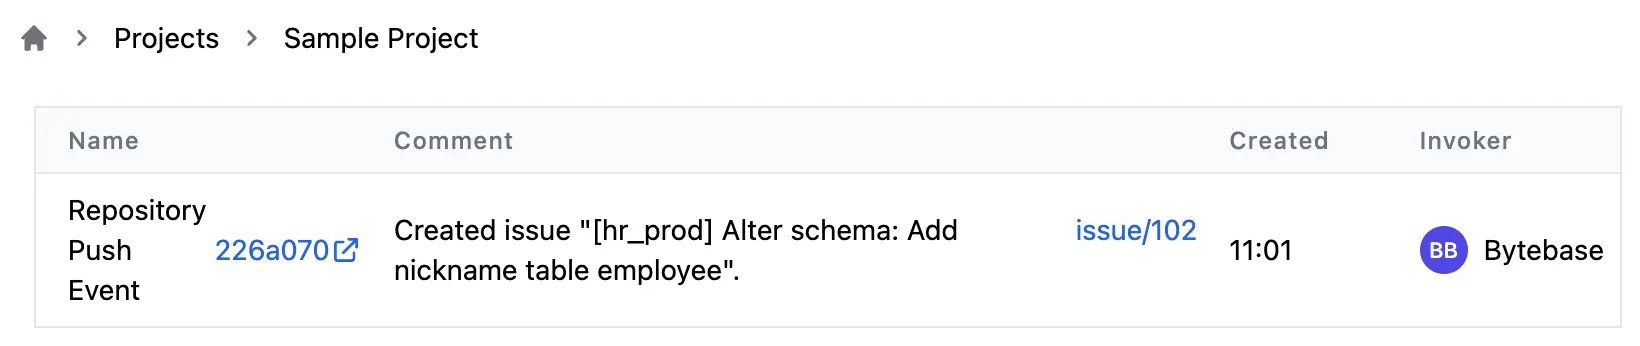 Projects Sample Project
Name Comment Created Invoker
Repository
Push
Event
226a070
Created issue "[hr_prod] Alter schema: Add
nickname table employee".
issue/102
11:01
BB Bytebase